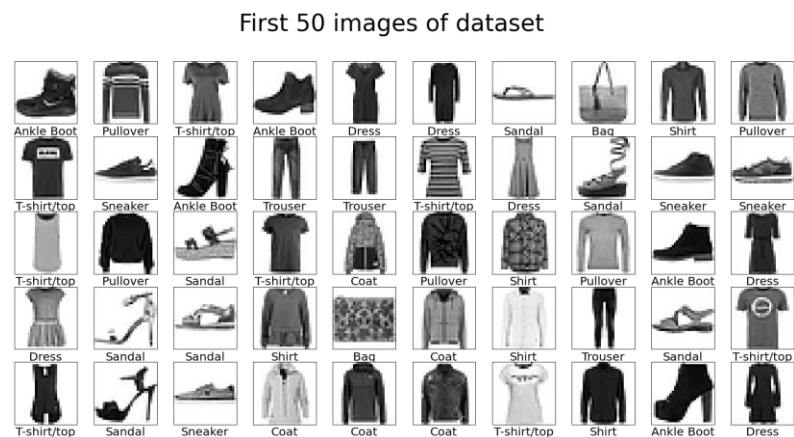 First 50 images of dataset
Ankle Boot Pullover T-shirt/top Ankle Boot Dress Dress Sandal Bag Shirt Pullover
T-shirt/top Sneaker Ankle Boot Trouser Trouser T-shirt/top Dress Sandal Sneaker Sneaker
T-shirt/top Pullover Sandal T-shirt/top Coat Pullover Shirt Pullover Ankle Boot Dress
Dress Sandal Sandal Shirt Bag Coat Shirt Trouser Sandal T-shirt/top
T-shirt/top Sandal Sneaker Coat Coat Coat T-shirt/top Shirt Ankle Boot Dress